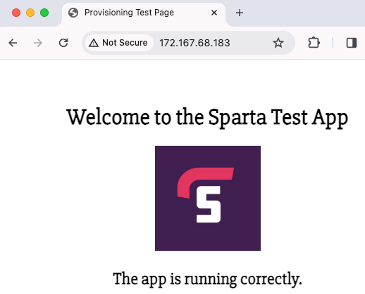 Provisioning Test Page
Not Secure 172.167.68.183
Welcome to the Sparta Test App
S
The app is running correctly.